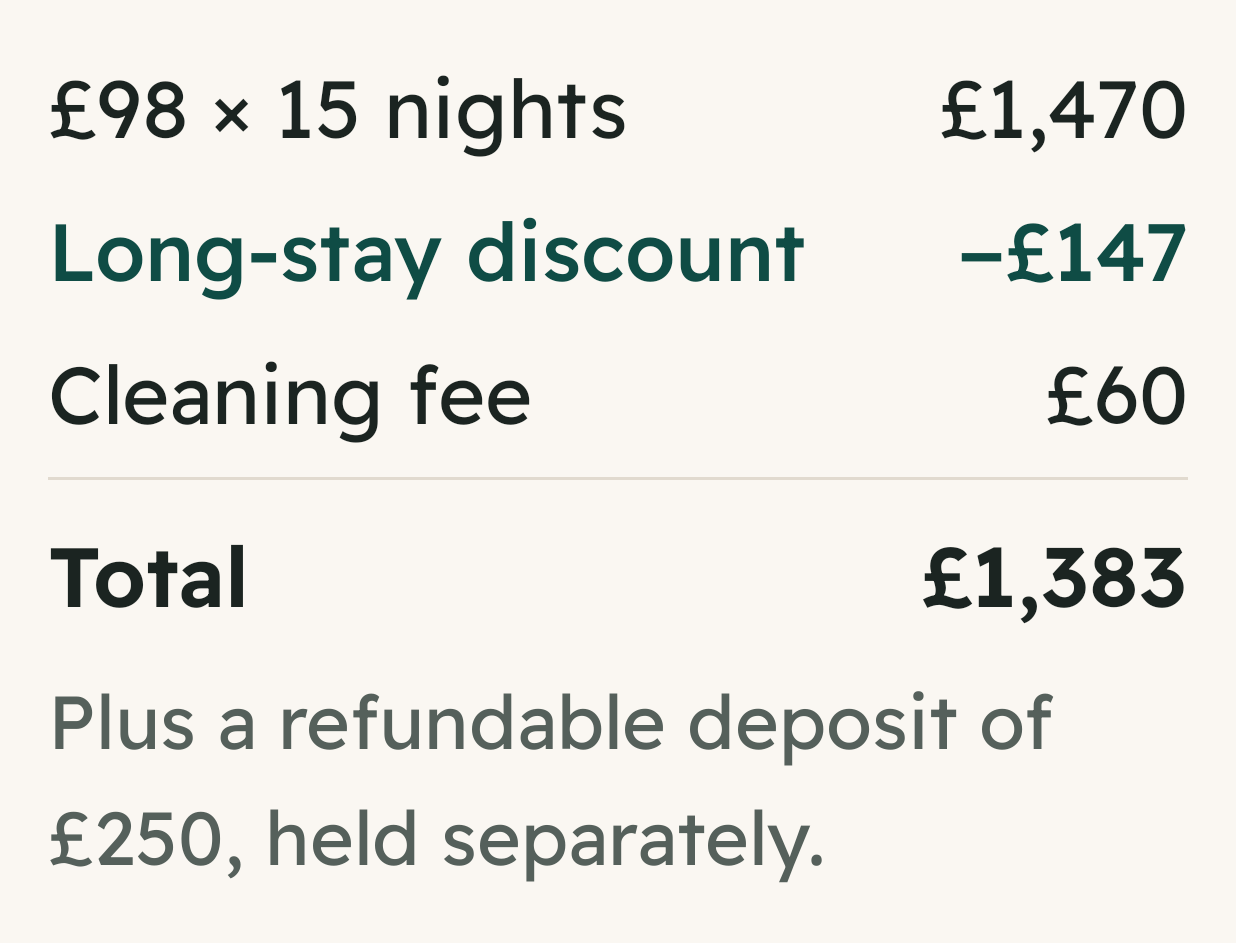 £98 × 15 nights £1,470
Long-stay discount −£147
Cleaning fee £60
Total £1,383
Plus a refundable deposit of
£250, held separately.